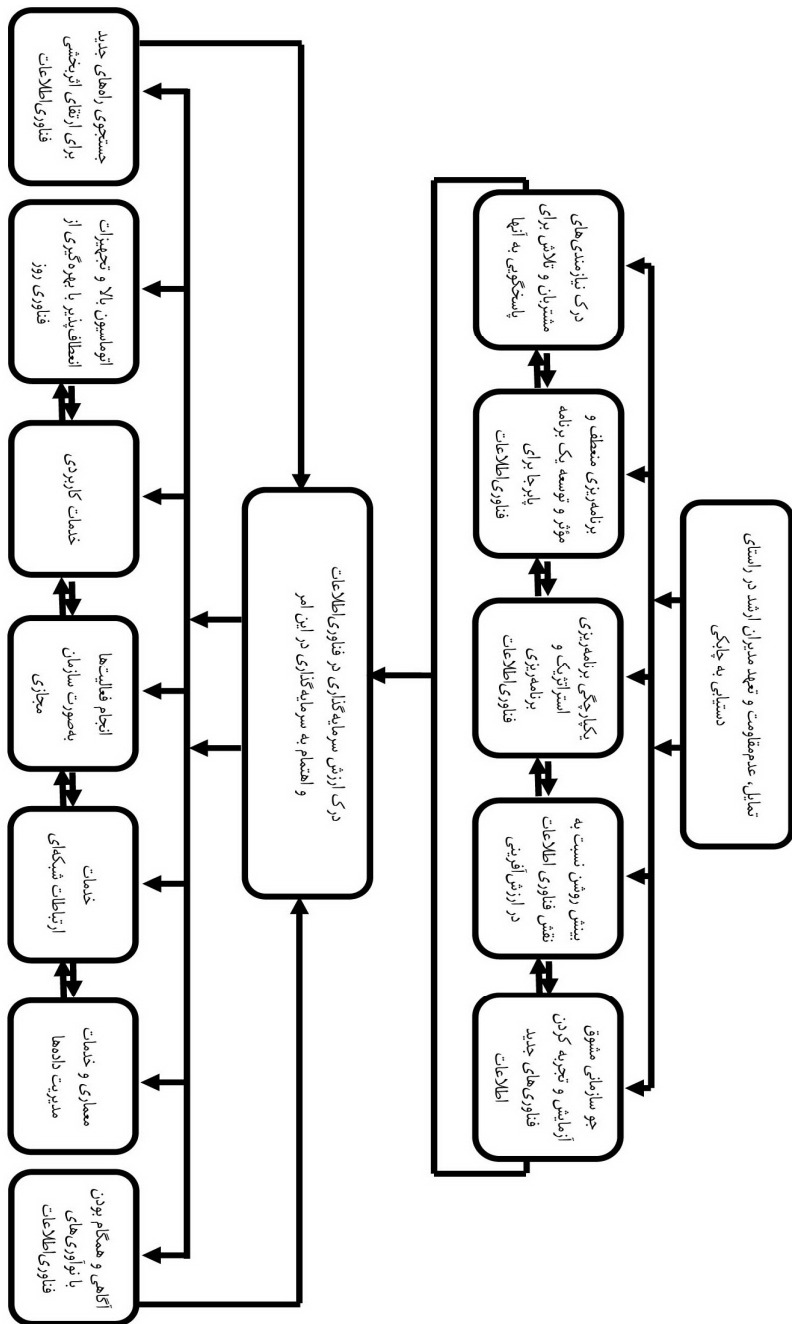 تمایل، عدم‌مقاومت و تعهد مدیران ارشد در راستای
دستیابی به چابکی
جو سازمانی مشوق
آزمایش و تجربه کردن
فناوری‌های جدید
اطلاعات
بینش روشن نسبت به
نقش فناوری اطلاعات
در ارزش‌آفرینی
یکپارچگی برنامه‌ریزی
استراتژیک و
برنامه‌ریزی
فناوری‌اطلاعات
برنامه‌ریزی منعطف و
مؤثر و توسعه یک برنامه
پابرجا برای
فناوری‌اطلاعات
درک نیازمندی‌های
مشتریان و تلاش برای
پاسخگویی به آنها
درک ارزش سرمایه‌گذاری در فناوری‌اطلاعات
و اهتمام به سرمایه‌گذاری در این امر
آگاهی و همگام بودن
با نوآوری‌های
فناوری‌اطلاعات
معماری و خدمات
مدیریت داده‌ها
خدمات
ارتباطات شبکه‌ای
انجام فعالیت‌ها
به‌صورت سازمان
مجازی
خدمات کاربردی
اتوماسیون بالا و تجهیزات
انعطاف‌پذیر با بهره‌گیری از
فناوری روز
جستجوی راه‌های جدید
برای ارتقای اثربخشی
فناوری‌اطلاعات